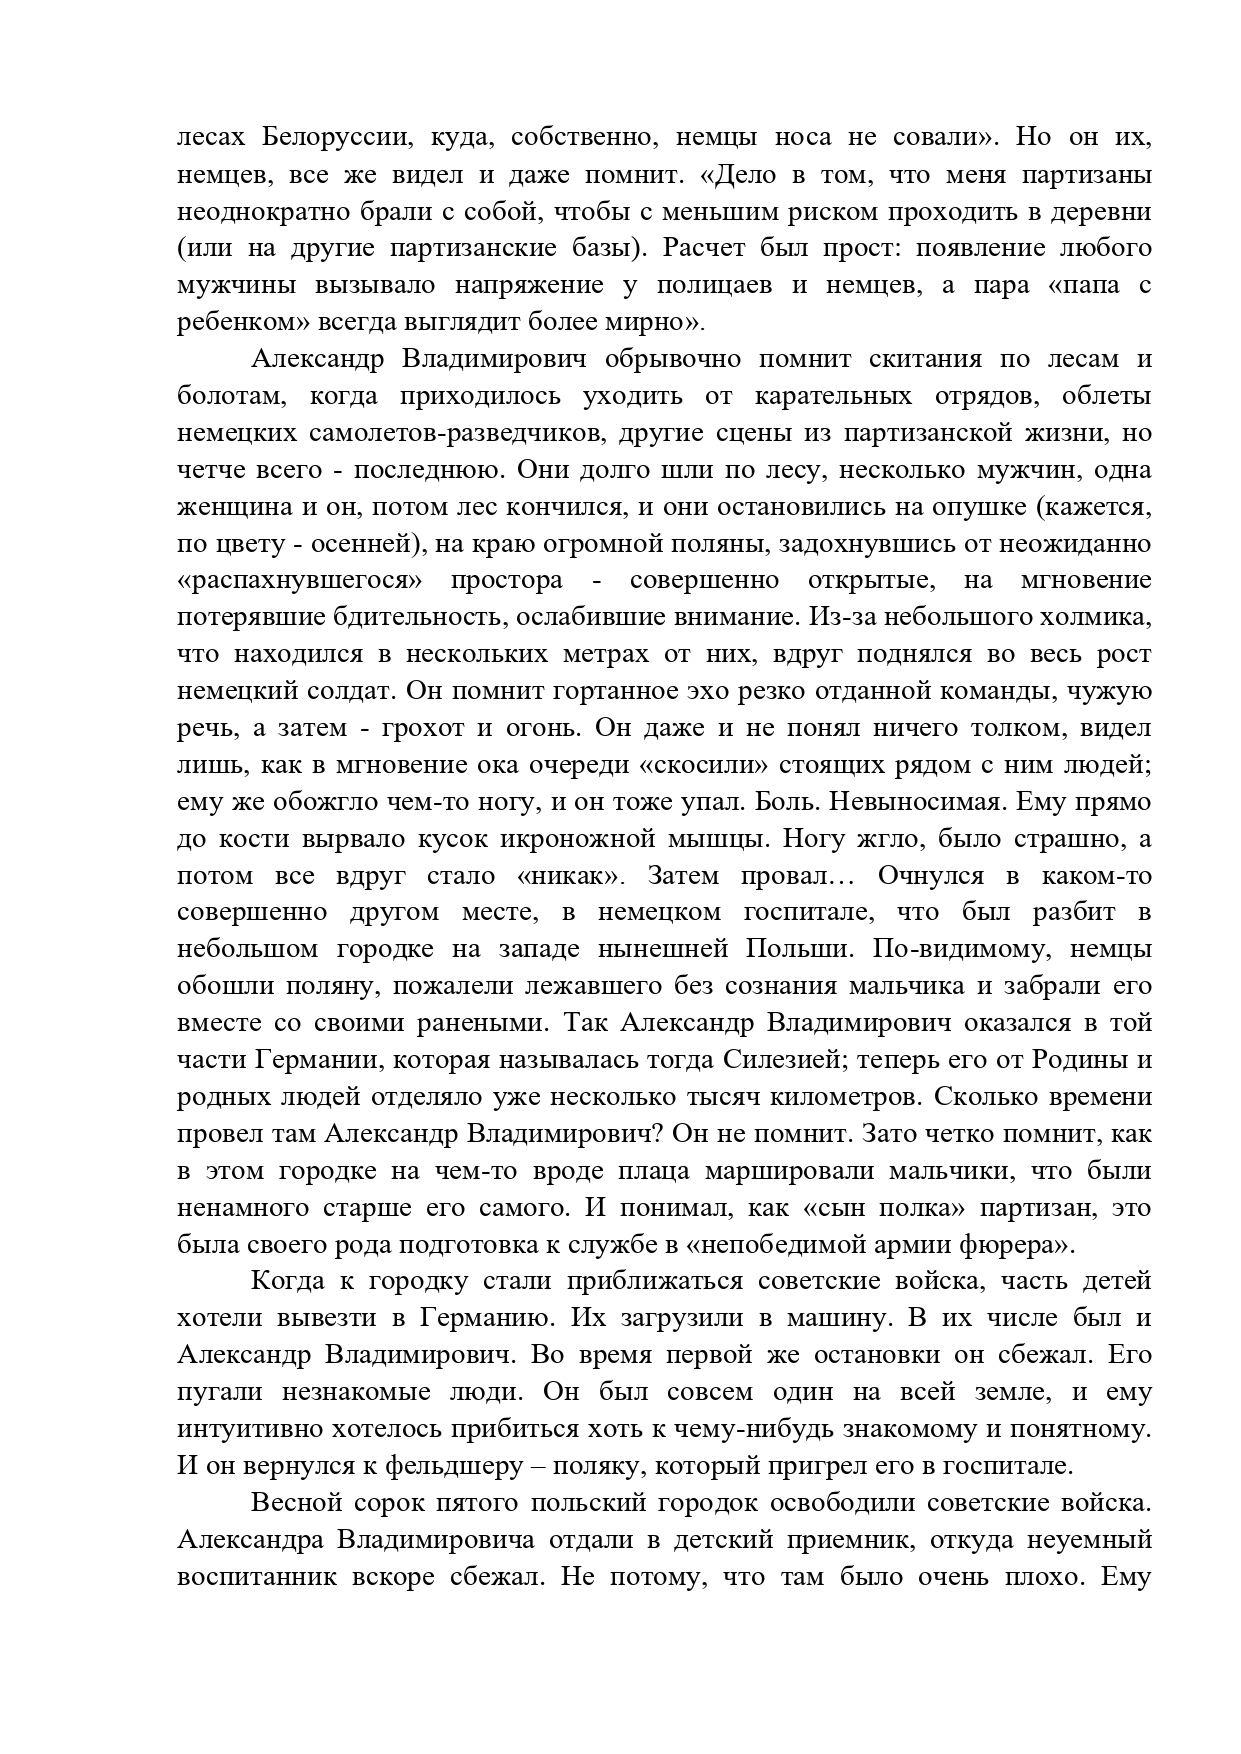 лесах Белоруссии, куда, собственно, немцы носа не совали». Но он их,
немцев, все же видел и даже помнит. «Дело в том, что меня партизаны
неоднократно брали с собой, чтобы с меньшим риском проходить в деревни
(или на другие партизанские базы). Расчет был прост: появление любого
мужчины вызывало напряжение у полицаев и немцев, а пара «папа с
ребенком» всегда выглядит более мирно».
Александр Владимирович обрывочно помнит скитания по лесам и
болотам, когда приходилось уходить от карательных отрядов, облеты
немецких самолетов-разведчиков, другие сцены из партизанской жизни, но
четче всего - последнюю. Они долго шли по лесу, несколько мужчин, одна
женщина и он, потом лес кончился, и они остановились на опушке (кажется,
по цвету - осенней), на краю огромной поляны, задохнувшись от неожиданно
«распахнувшегося» простора - совершенно открытые, на мгновение
потерявшие бдительность, ослабившие внимание. Из-за небольшого холмика,
что находился в нескольких метрах от них, вдруг поднялся во весь рост
немецкий солдат. Он помнит гортанное эхо резко отданной команды, чужую
речь, а затем - грохот и огонь. Он даже и не понял ничего толком, видел
лишь, как в мгновение ока очереди «скосили» стоящих рядом с ним людей;
ему же обожгло чем-то ногу, и он тоже упал. Боль. Невыносимая. Ему прямо
до кости вырвало кусок икроножной мышцы. Ногу жгло, было страшно, а
потом все вдруг стало «никак». Затем провал… Очнулся в каком-то
совершенно другом месте, в немецком госпитале, что был разбит в
небольшом городке на западе нынешней Польши. По-видимому, немцы
обошли поляну, пожалели лежавшего без сознания мальчика и забрали его
вместе со своими ранеными. Так Александр Владимирович оказался в той
части Германии, которая называлась тогда Силезией; теперь его от Родины и
родных людей отделяло уже несколько тысяч километров. Сколько времени
провел там Александр Владимирович? Он не помнит. Зато четко помнит, как
в этом городке на чем-то вроде плаца маршировали мальчики, что были
ненамного старше его самого. И понимал, как «сын полка» партизан, это
была своего рода подготовка к службе в «непобедимой армии фюрера».
Когда к городку стали приближаться советские войска, часть детей
хотели вывезти в Германию. Их загрузили в машину. В их числе был и
Александр Владимирович. Во время первой же остановки он сбежал. Его
пугали незнакомые люди. Он был совсем один на всей земле, и ему
интуитивно хотелось прибиться хоть к чему-нибудь знакомому и понятному.
И он вернулся к фельдшеру – поляку, который пригрел его в госпитале.
Весной сорок пятого польский городок освободили советские войска.
Александра Владимировича отдали в детский приемник, откуда неуемный
воспитанник вскоре сбежал. Не потому, что там было очень плохо. Ему